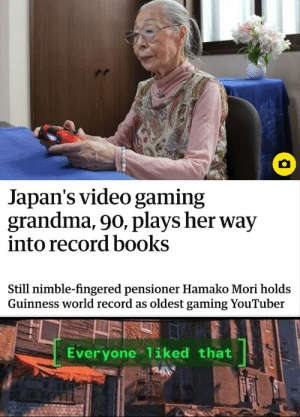 Japan's video gaming
grandma, 90, plays her way
into record books
Still nimble-fingered pensioner Hamako Mori holds
Guinness world record as oldest gaming YouTuber
[Everyone liked that]